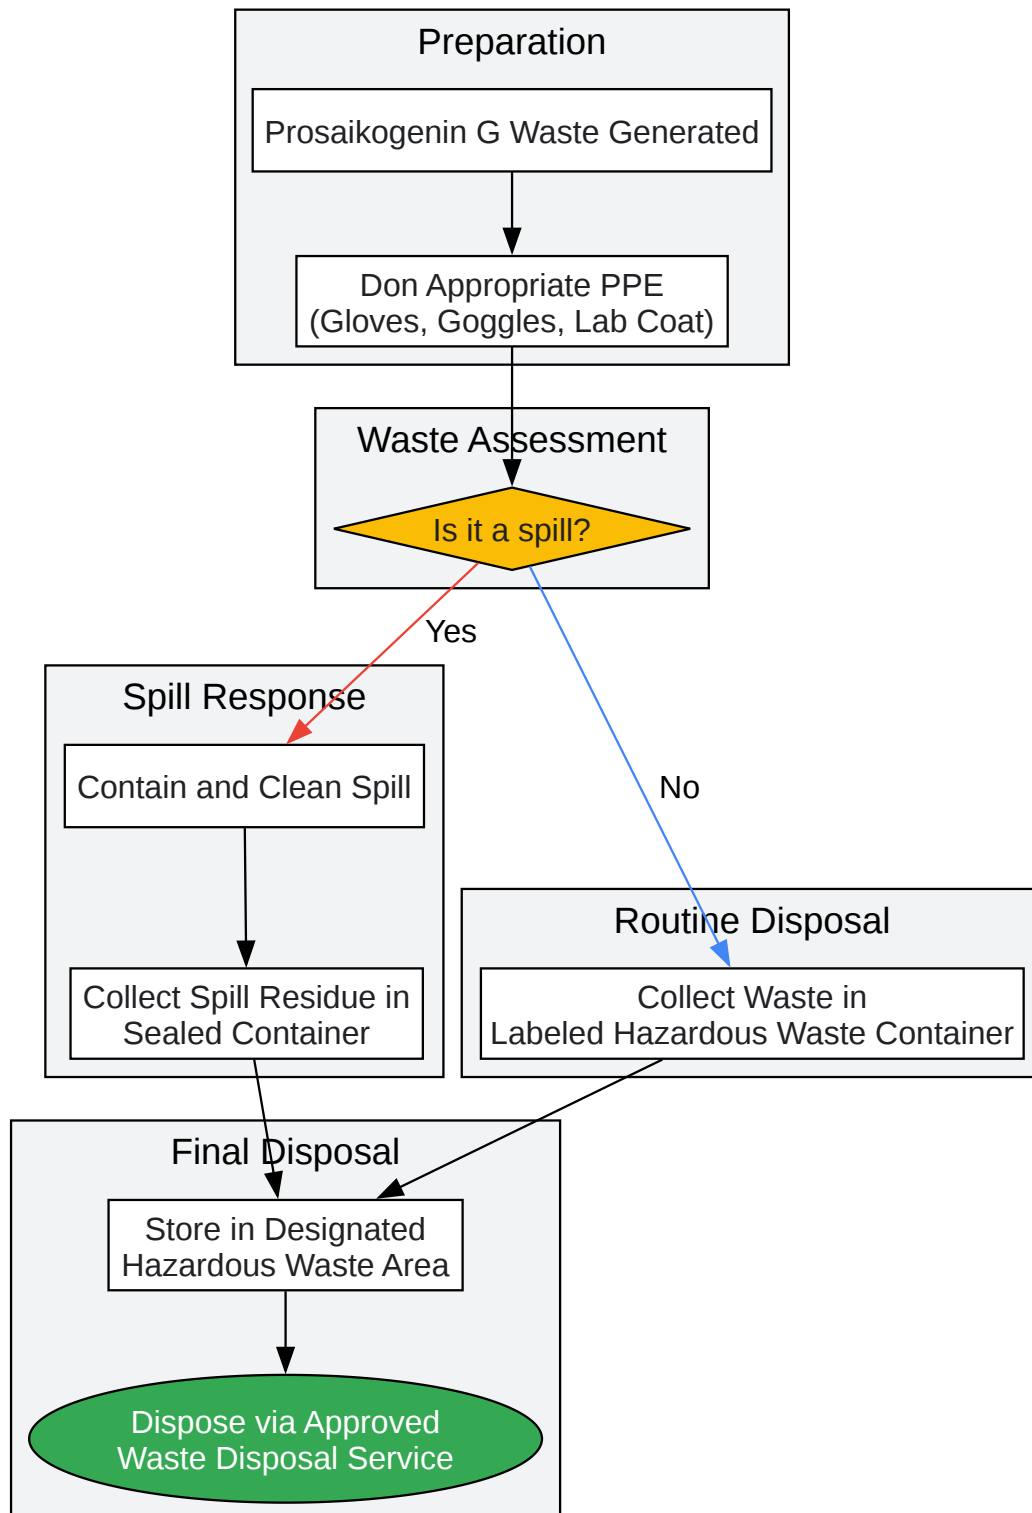 Preparation
Prosaikogenin G Waste Generated
Don Appropriate PPE
(Gloves, Goggles, Lab Coat)
Waste Assessment
Is it a spill?
Yes
No
Spill Response
Contain and Clean Spill
Collect Spill Residue in
Sealed Container
Routine Disposal
Collect Waste in
Labeled Hazardous Waste Container
Final Disposal
Store in Designated
Hazardous Waste Area
Dispose via Approved
Waste Disposal Service